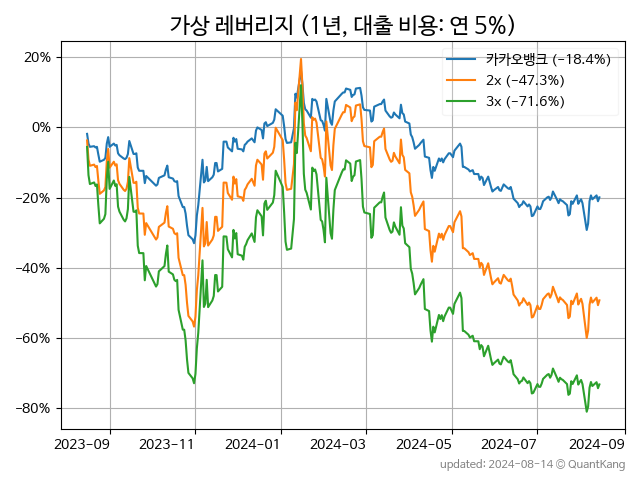 가상 레버리지 (1년, 대출 비용: 연 5%)
카카오뱅크 (−18.4%)
2x (−47.3%)
3x (−71.6%)
20%
0%
−20%
−40%
−60%
−80%
2023−09 2023−11 2024−01 2024−03 2024−05 2024−07 2024−09
updated: 2024-08-14 © QuantKang